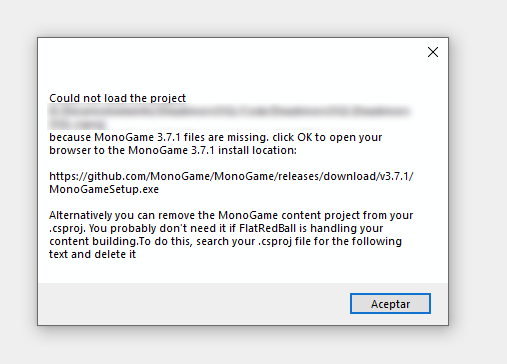 Could not load the project
because MonoGame 3.7.1 files are missing. click OK to open your
browser to the MonoGame 3.7.1 install location:
https://github.com/MonoGame/MonoGame/releases/download/v3.7.1/
MonoGameSetup.exe
Alternatively you can remove the MonoGame content project from your
.csproj. You probably don't need it if FlatRedBall is handling your
content building.To do this, search your .csproj file for the following
text and delete it
Aceptar